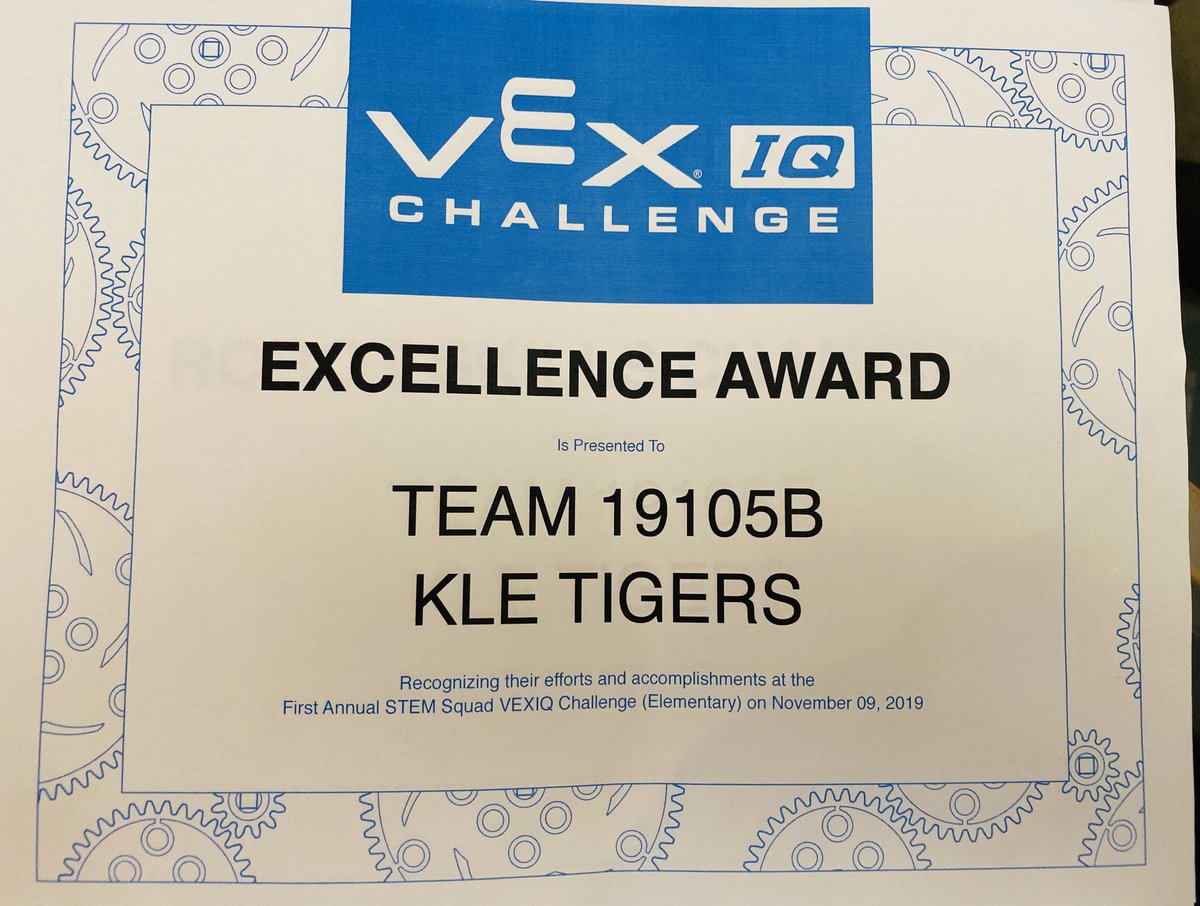 VEX® IQ
CHALLENGE
EXCELLENCE AWARD
Is Presented To
TEAM 19105B
KLE TIGERS
Recognizing their efforts and accomplishments at the
First Annual STEM Squad VEXIQ Challenge (Elementary) on November 09, 2019